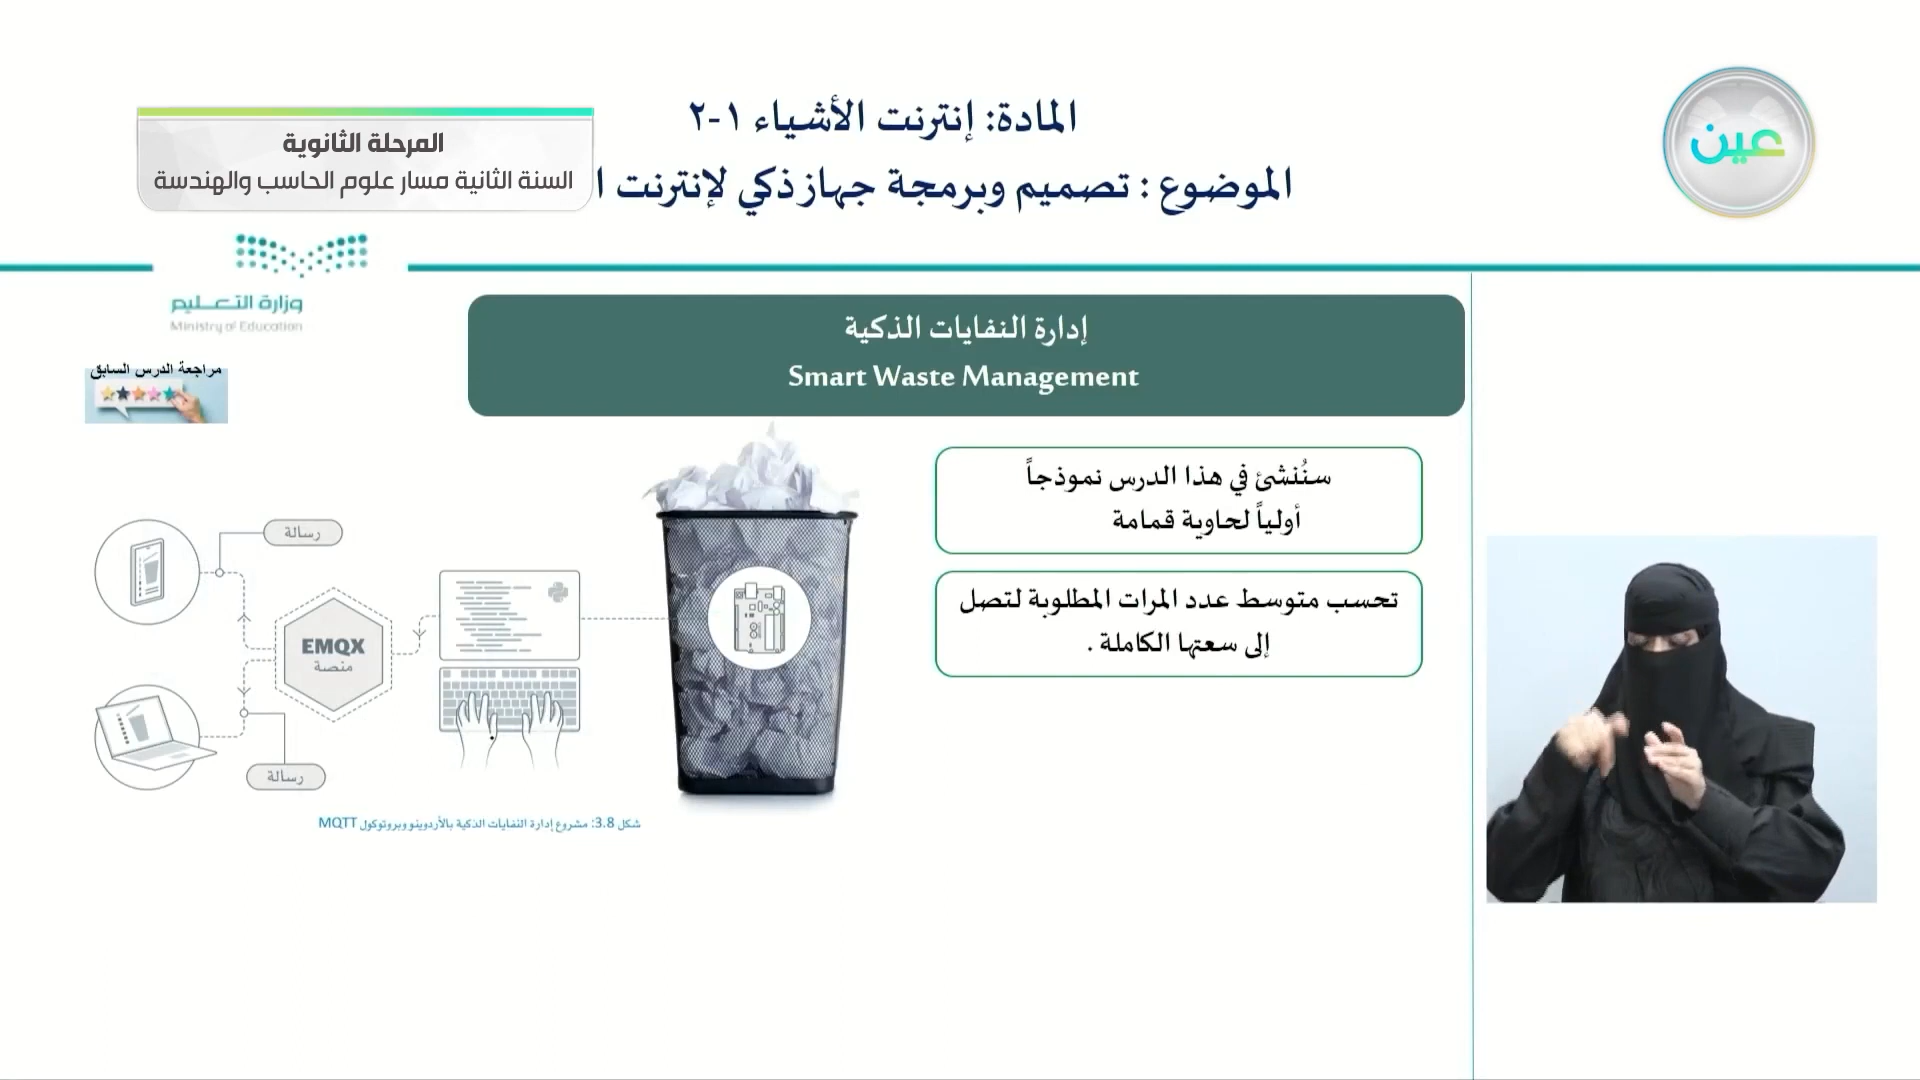 المادة: إنترنت الأشياء ١-٢
الموضوع : تصميم وبرمجة جهاز ذكي لإنترنت ا
المرحلة الثانوية
السنة الثانية مسار علوم الحاسب والهندسة
عين
وزارة التعليم
Ministry of Education
مراجعة الدرس السابق
إدارة النفايات الذكية
Smart Waste Management
سنُنشئ في هذا الدرس نموذجاً
أولياً لحاوية قمامة
تحسب متوسط عدد المرات المطلوبة لتصل
إلى سعتها الكاملة .
رسالة
EMQX
منصة
رسالة
شكل 3.8: مشروع إدارة النفايات الذكية بالأردوينو وبروتوكول MQTT